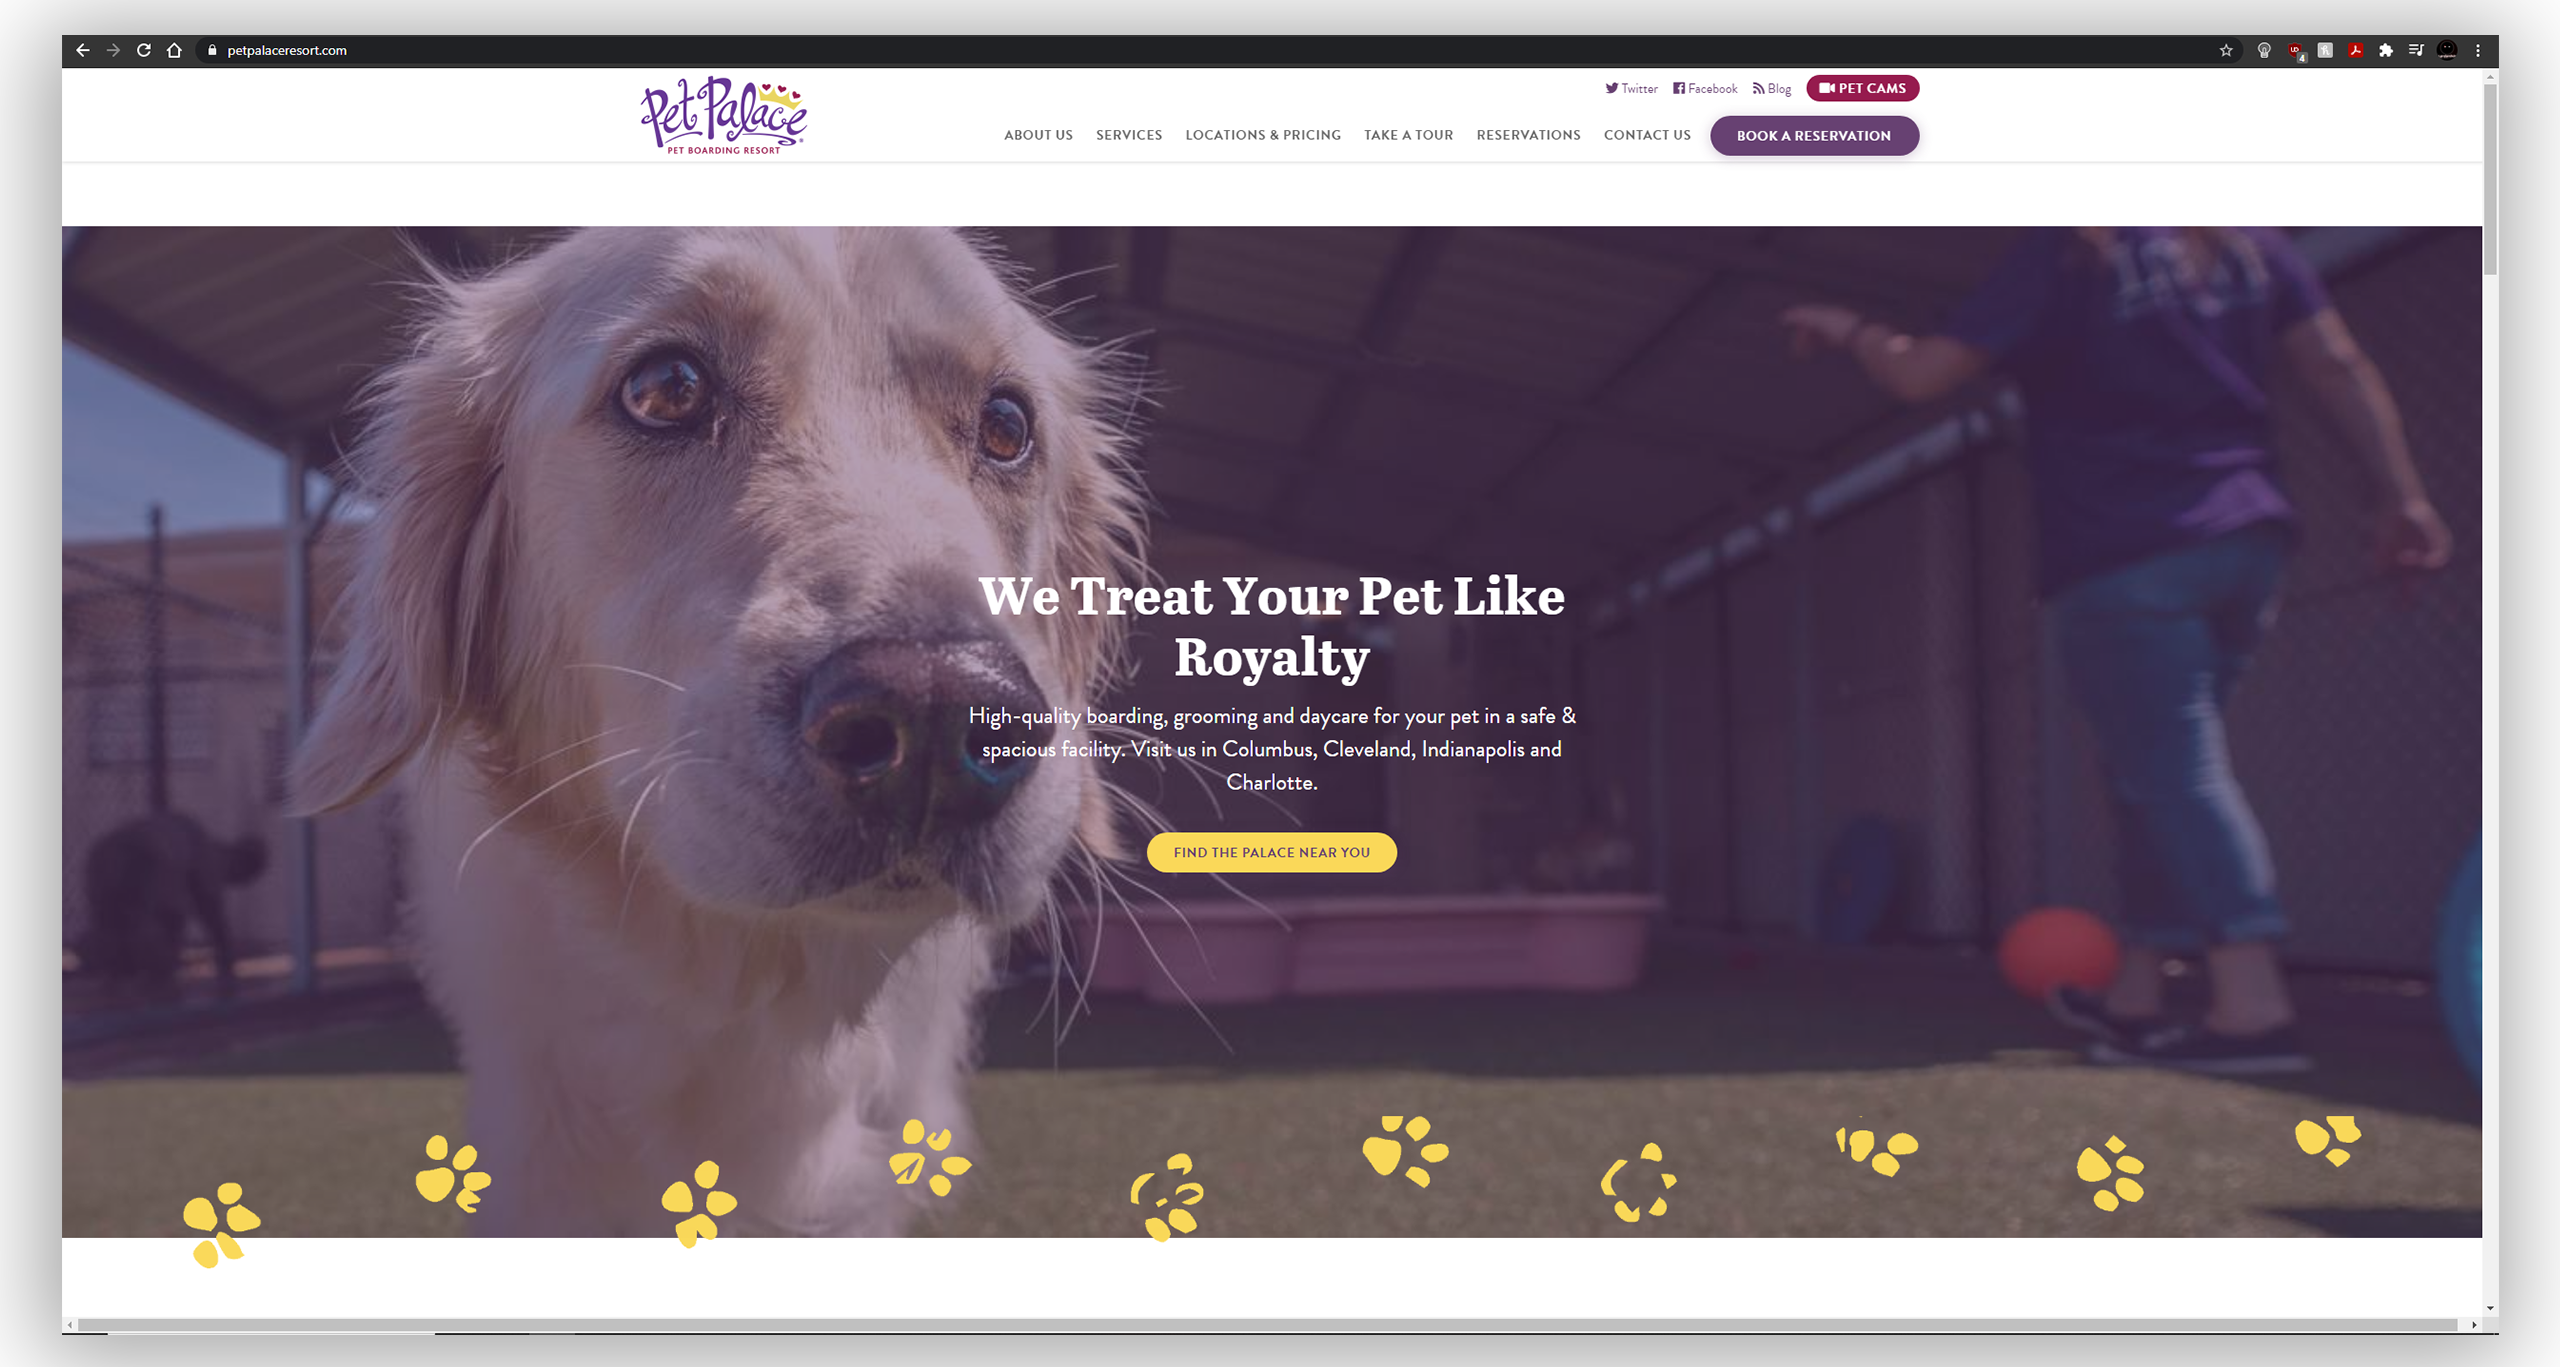 petpalaceresort.com
4
Pet Palace
PET BOARDING RESORT
Twitter
Facebook
Blog
PET CAMS
ABOUT US
SERVICES
LOCATIONS & PRICING
TAKE A TOUR
RESERVATIONS
CONTACT US
BOOK A RESERVATION
We Treat Your Pet Like
Royalty
High-quality boarding, grooming and daycare for your pet in a safe &
spacious facility. Visit us in Columbus, Cleveland, Indianapolis and
Charlotte.
FIND THE PALACE NEAR YOU